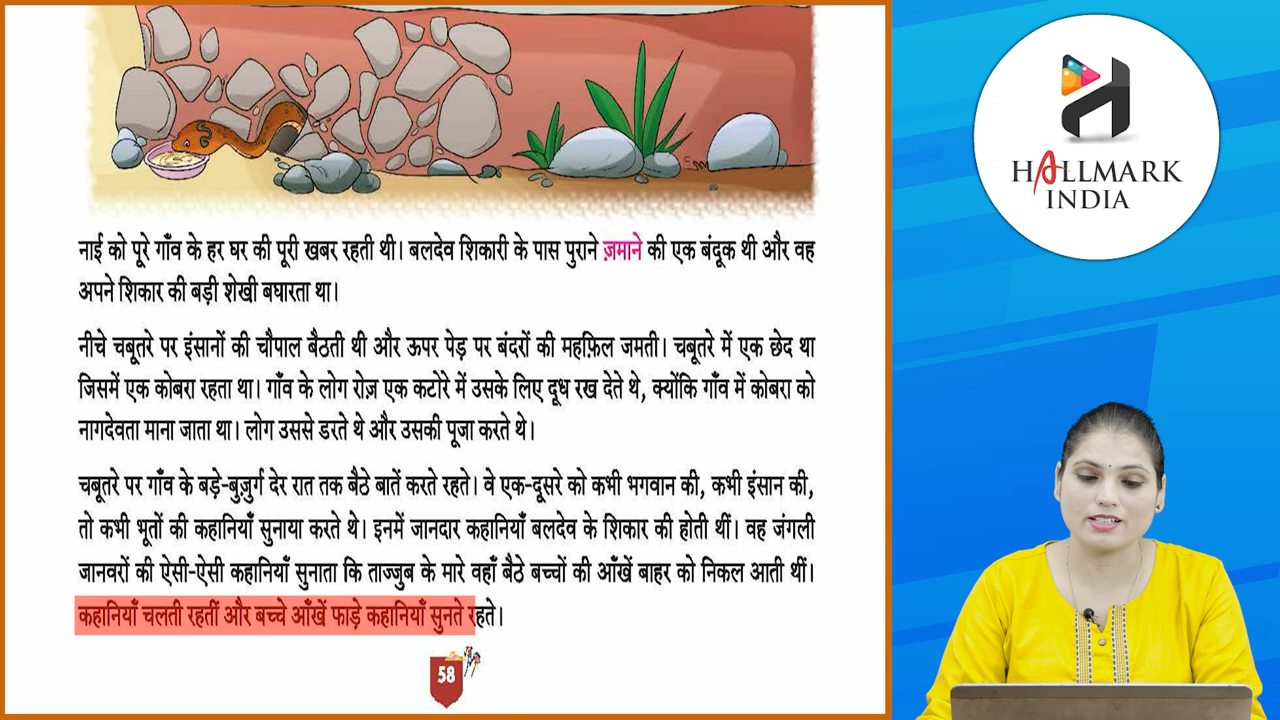 नाई को पूरे गाँव के हर घर की पूरी खबर रहती थी। बलदेव शिकारी के पास पुराने ज़माने की एक बंदूक थी और वह
अपने शिकार की बड़ी शेखी बघारता था।
नीचे चबूतरे पर इंसानों की चौपाल बैठती थी और ऊपर पेड़ पर बंदरों की महफ़िल जमती। चबूतरे में एक छेद था
जिसमें एक कोबरा रहता था। गाँव के लोग रोज़ एक कटोरे में उसके लिए दूध रख देते थे, क्योंकि गाँव में कोबरा को
नागदेवता माना जाता था। लोग उससे डरते थे और उसकी पूजा करते थे।
चबूतरे पर गाँव के बड़े-बुज़ुर्ग देर रात तक बैठे बातें करते रहते। वे एक-दूसरे को कभी भगवान की, कभी इंसान की,
तो कभी भूतों की कहानियाँ सुनाया करते थे। इनमें जानदार कहानियाँ बलदेव के शिकार की होती थीं। वह जंगली
जानवरों की ऐसी-ऐसी कहानियाँ सुनाता कि ताज्जुब के मारे वहाँ बैठे बच्चों की आँखें बाहर को निकल आती थीं।
कहानियाँ चलती रहतीं और बच्चे आँखें फाड़े कहानियाँ सुनते रहते।
58
HALLMARK
INDIA